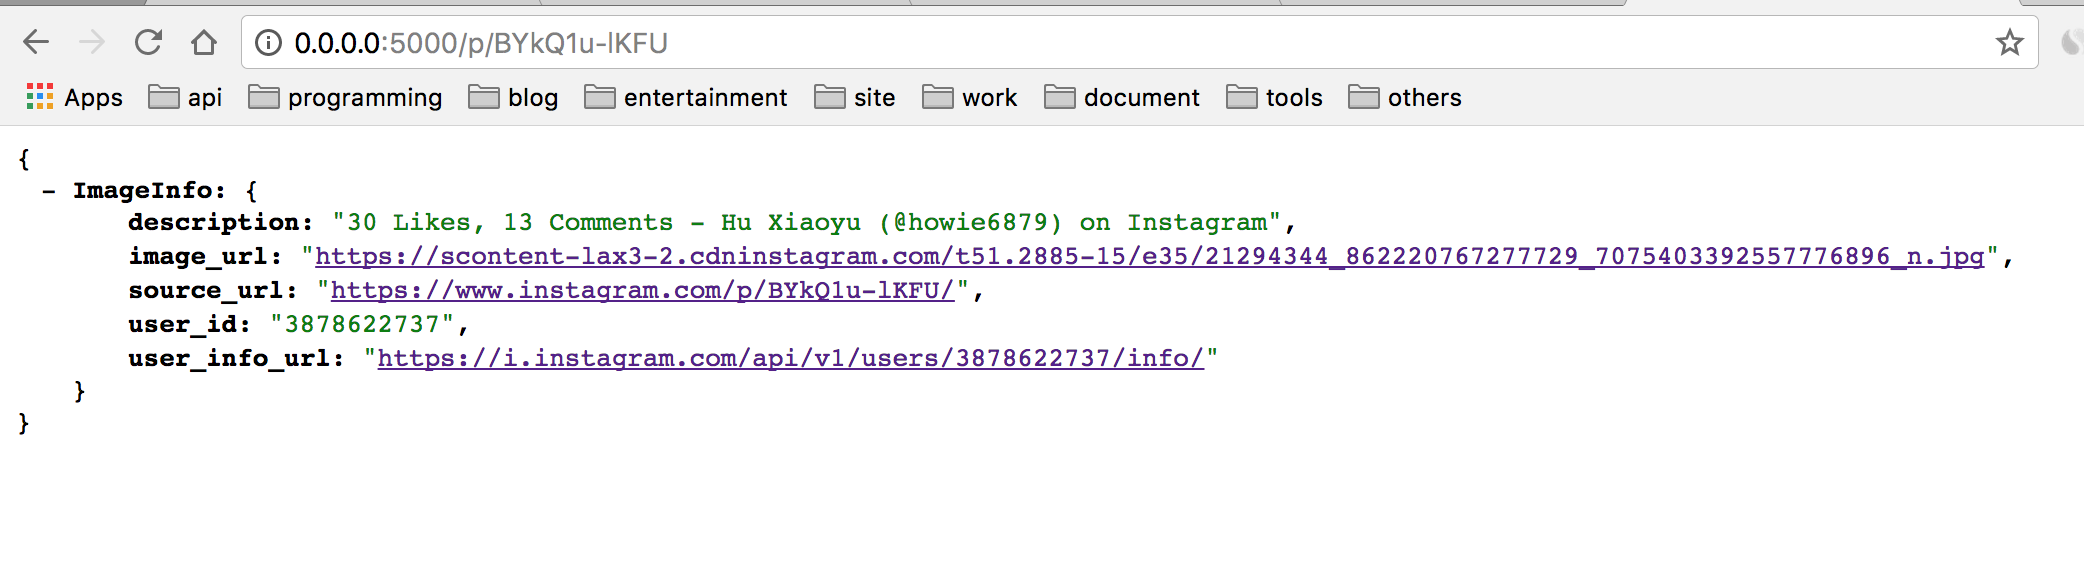 0.0.0.0:5000/p/BYkQ1u-lKFU
Apps api programming blog entertainment site work document tools others
{
- ImageInfo: {
description: "30 Likes, 13 Comments - Hu Xiaoyu (@howie6879) on Instagram",
image_url: "https://scontent-lax3-2.cdninstagram.com/t51.2885-15/e35/21294344_862220767277729_7075403392557776896_n.jpg",
source_url: "https://www.instagram.com/p/BYkQ1u-lKFU/",
user_id: "3878622737",
user_info_url: "https://i.instagram.com/api/v1/users/3878622737/info/"
}
}